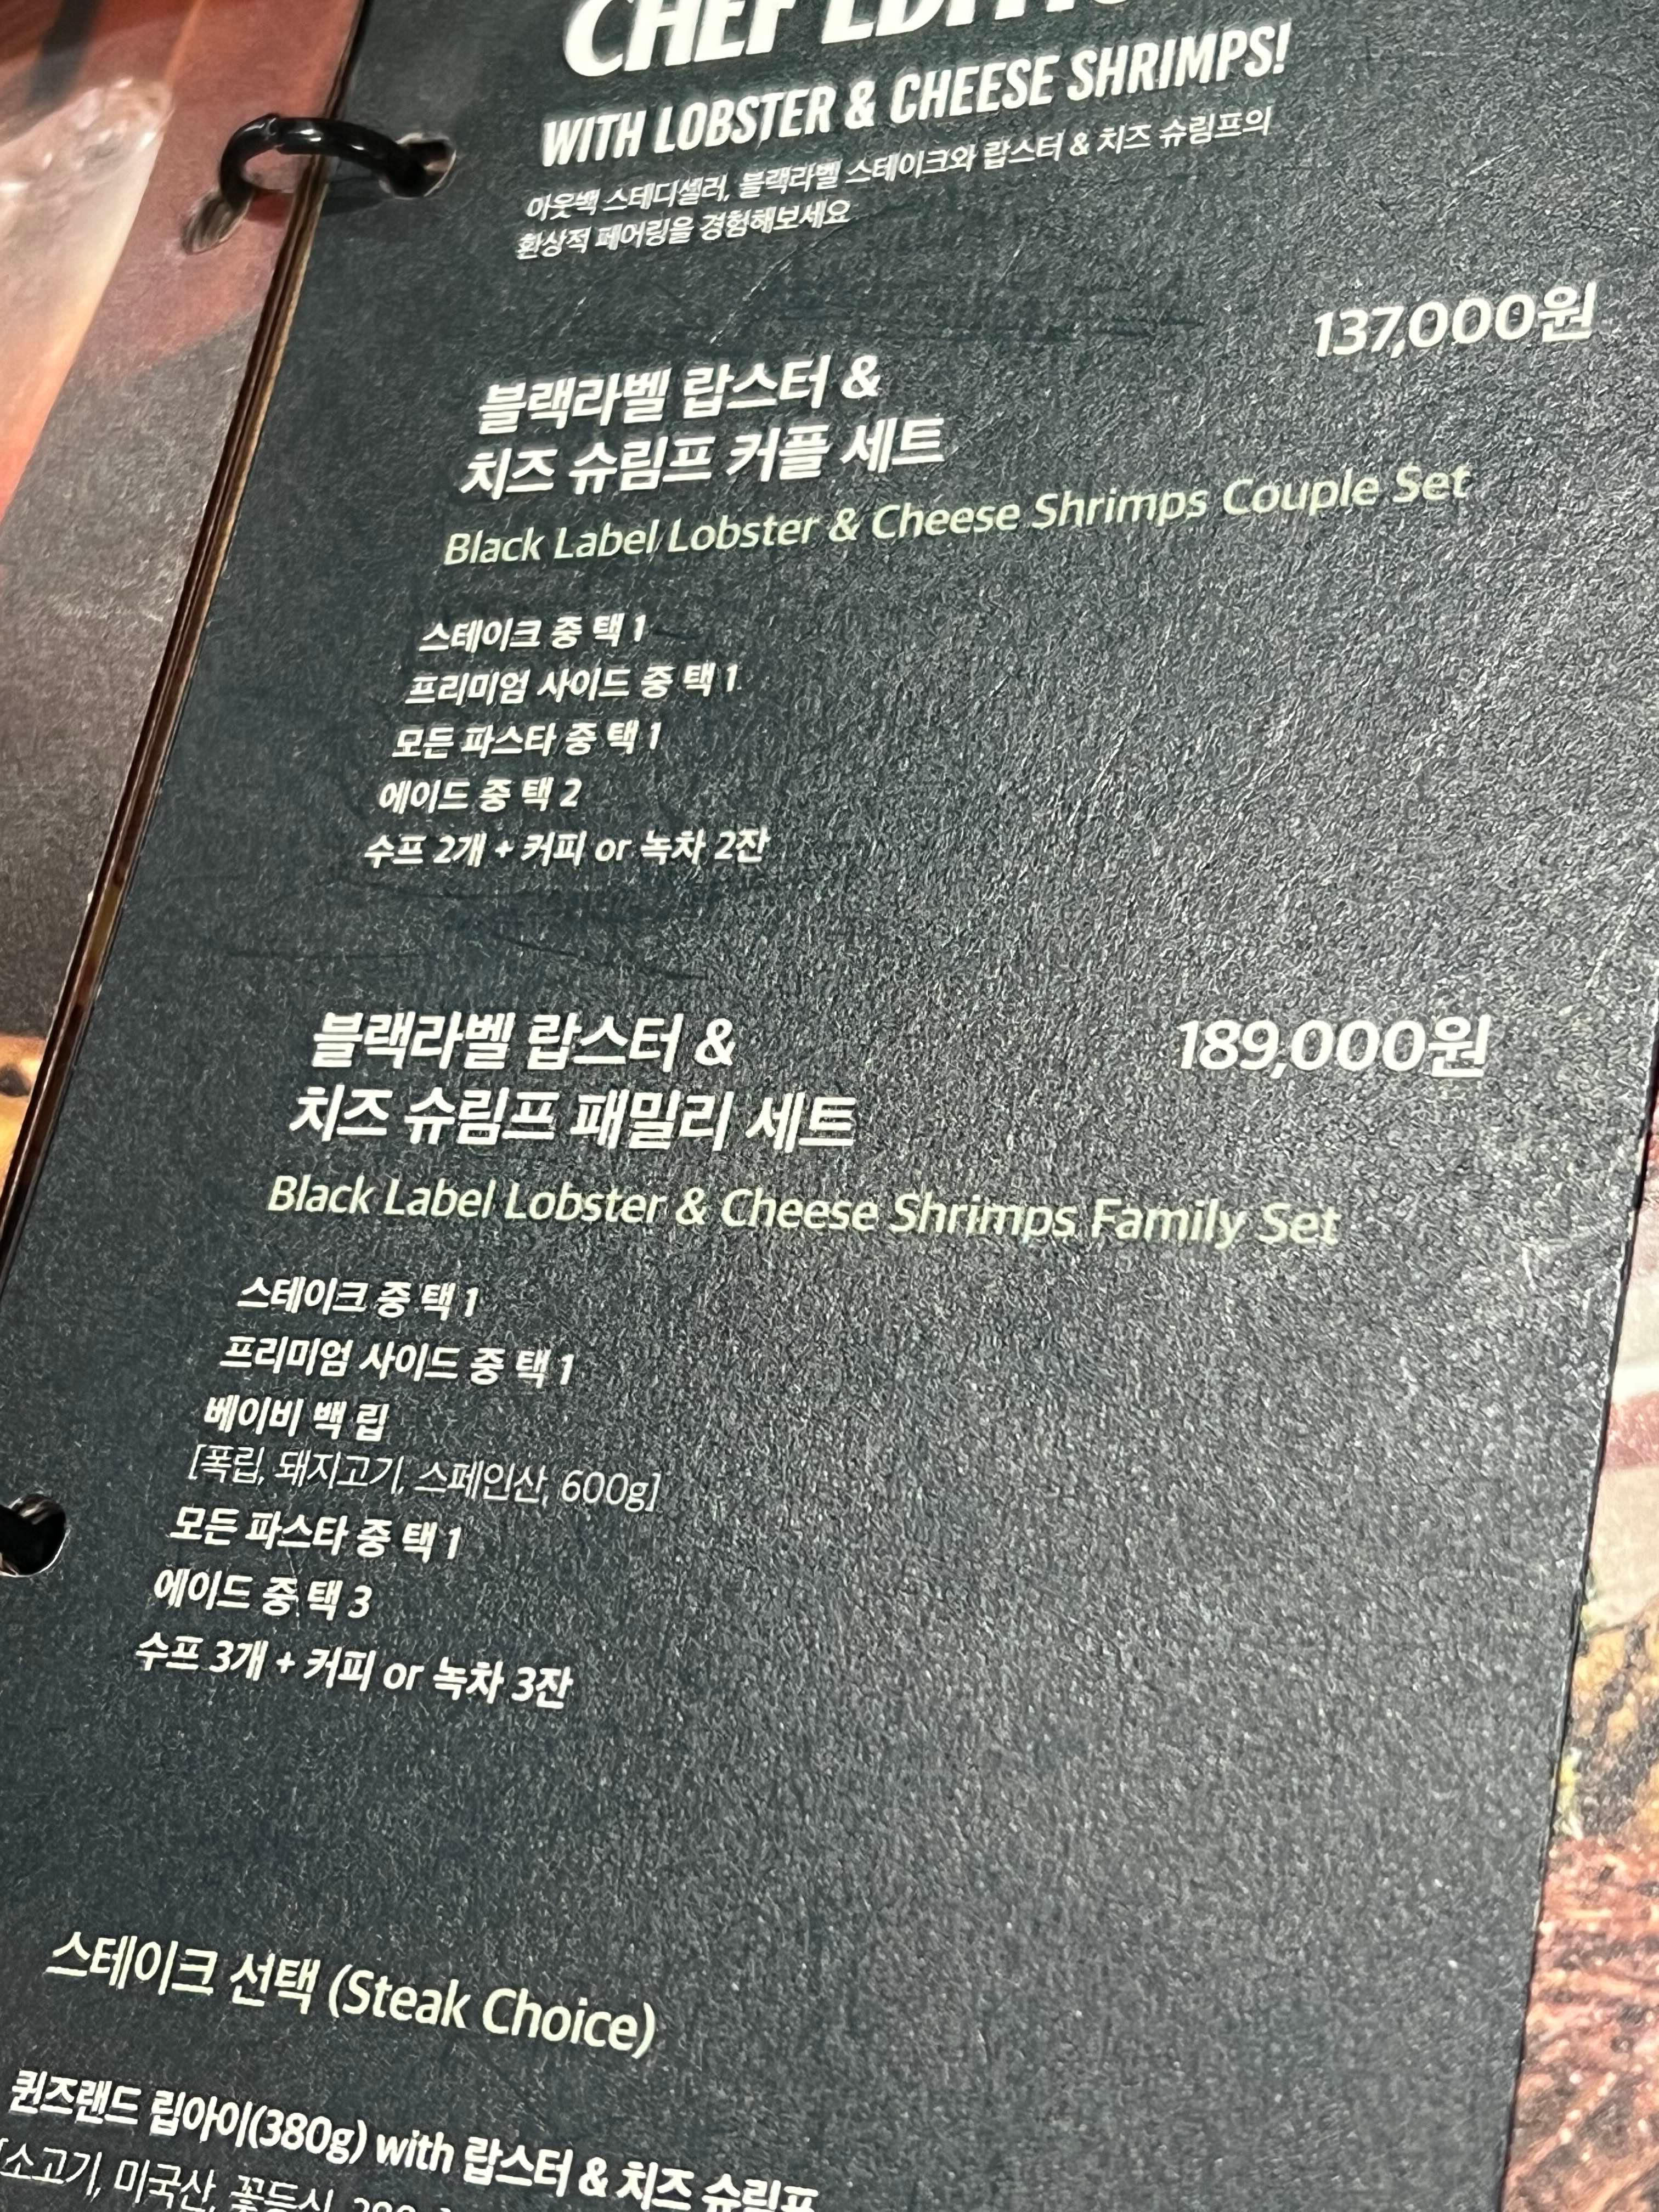 CHEF EDITION
WITH LOBSTER & CHEESE SHRIMPS!
아웃백 스테디셀러, 블랙라벨 스테이크와 랍스터 & 치즈 슈림프의
환상적 페어링을 경험해보세요
137,000원
블랙라벨 랍스터 &
치즈 슈림프 커플 세트
Black Label Lobster & Cheese Shrimps Couple Set
스테이크 중 택 1
프리미엄 사이드 중 택 1
모든 파스타 중 택 1
에이드 중 택 2
수프 2개 + 커피 or 녹차 2잔
블랙라벨 랍스터 & 189,000원
치즈 슈림프 패밀리 세트
Black Label Lobster & Cheese Shrimps Family Set
스테이크 중 택 1
프리미엄 사이드 중 택 1
베이비 백 립
[폭립, 돼지고기, 스페인산, 600g]
모든 파스타 중 택 1
에이드 중 택 3
수프 3개 + 커피 or 녹차 3잔
스테이크 선택 (Steak Choice)
퀸즈랜드 립아이(380g) with 랍스터 & 치즈 슈림프
[소고기, 미국산, 꽃등심,